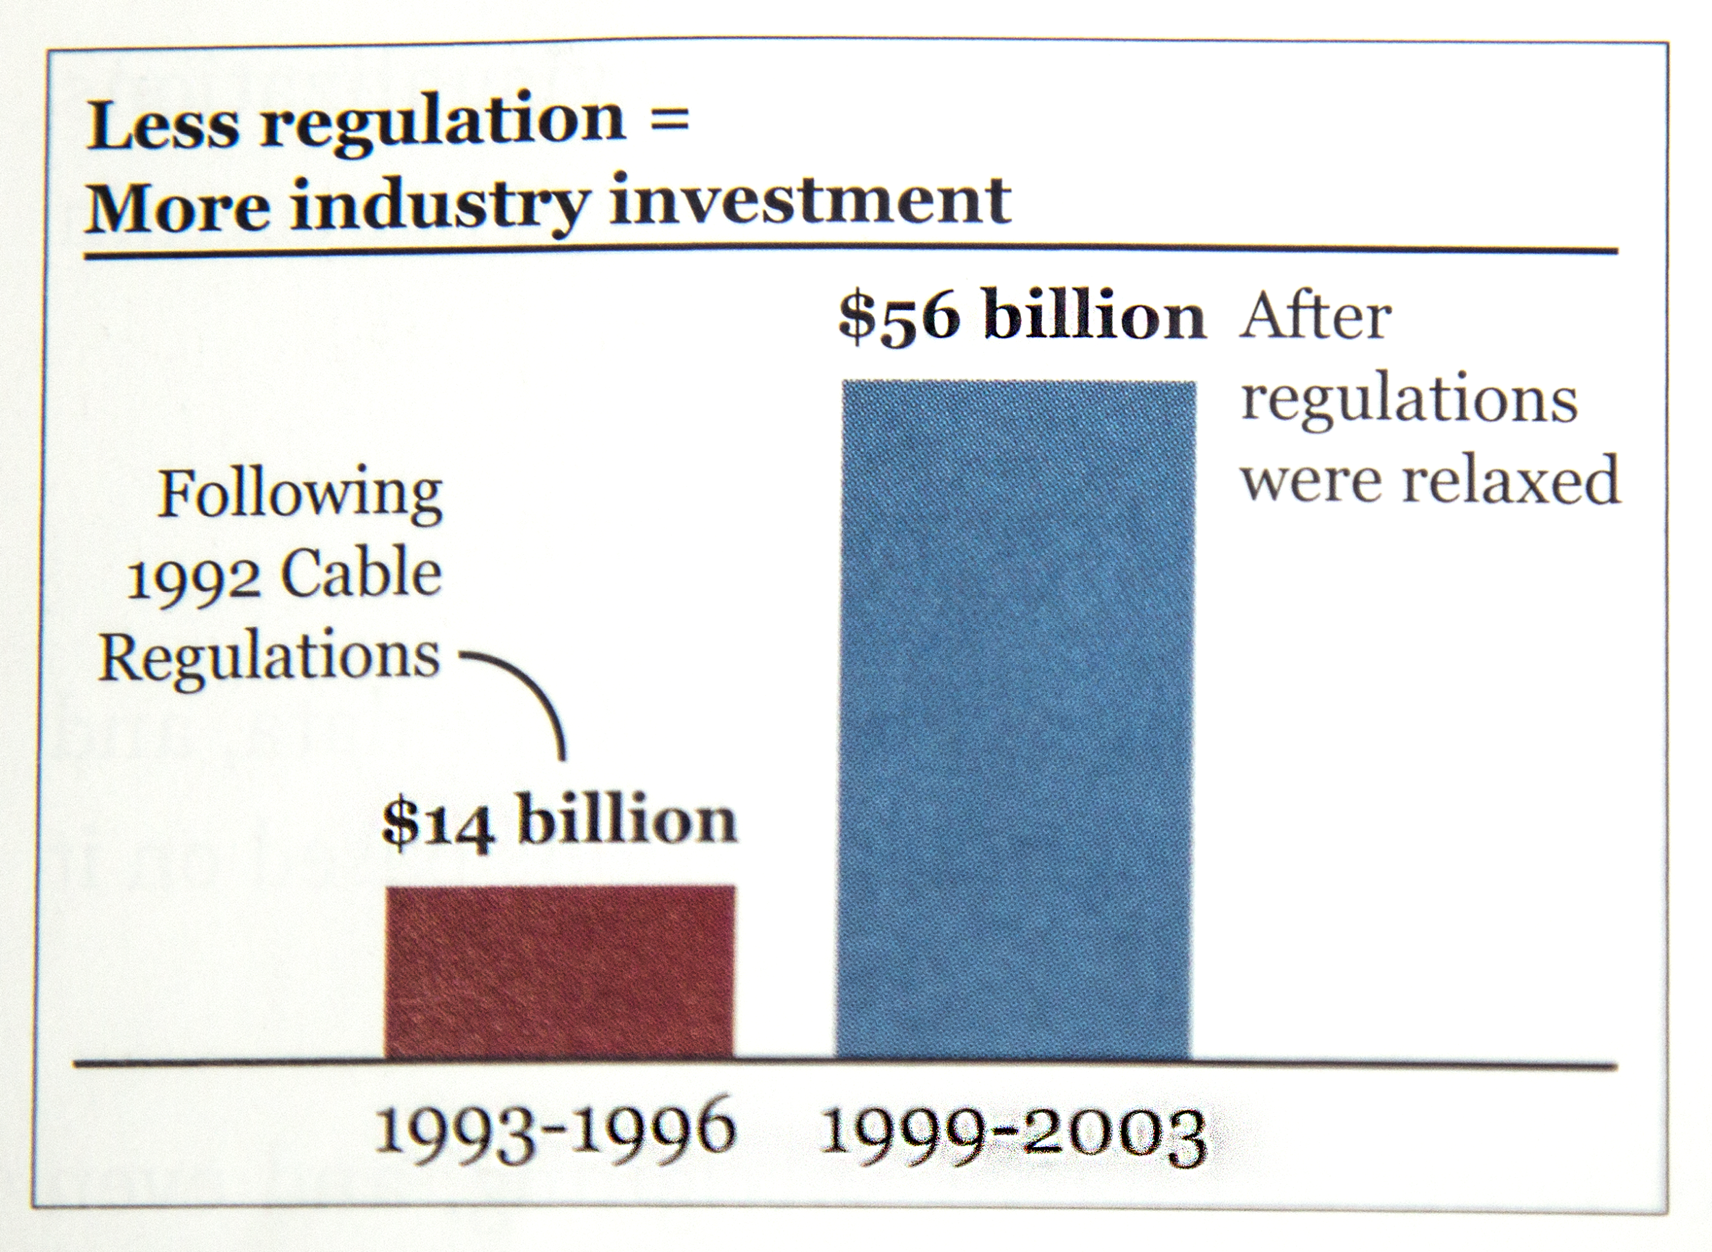 Less regulation =
More industry investment
$56 billion
After
regulations
were relaxed
Following
1992 Cable
Regulations
$14 billion
1993-1996
1999-2003